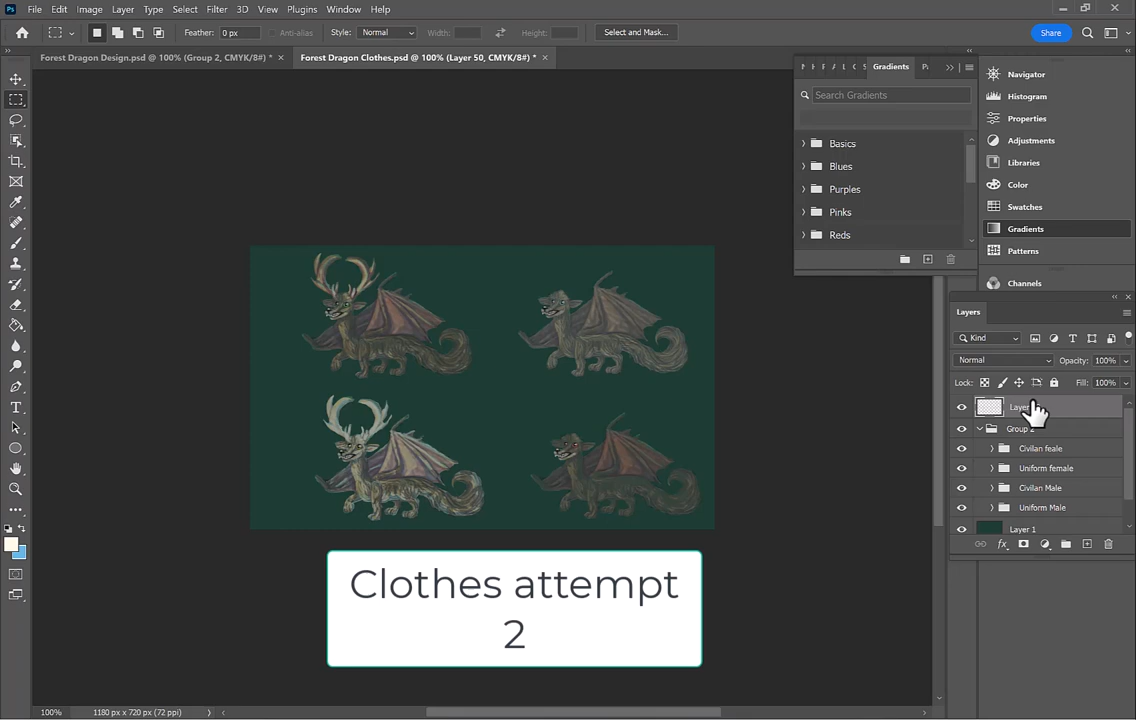 Ps File Edit Image Layer Type Select Filter 3D View Plugins Window Help
Feather: 0 px Anti-alias Style: Normal Width: Height: Select and Mask... Share
Forest Dragon Design.psd @ 100% (Group 2, CMYK/8#) * × Forest Dragon Clothes.psd @ 100% (Layer 50, CMYK/8#) * ×
Gradients
Search Gradients
Basics
Blues
Purples
Pinks
Reds
Navigator
Histogram
Properties
Adjustments
Libraries
Color
Swatches
Gradients
Patterns
Channels
Layers
Kind
Normal Opacity: 100%
Lock: Fill: 100%
Layer
Group 2
Civilan feale
Uniform female
Civilan Male
Uniform Male
Layer 1
Clothes attempt
2
100% 1180 px x 720 px (72 ppi)